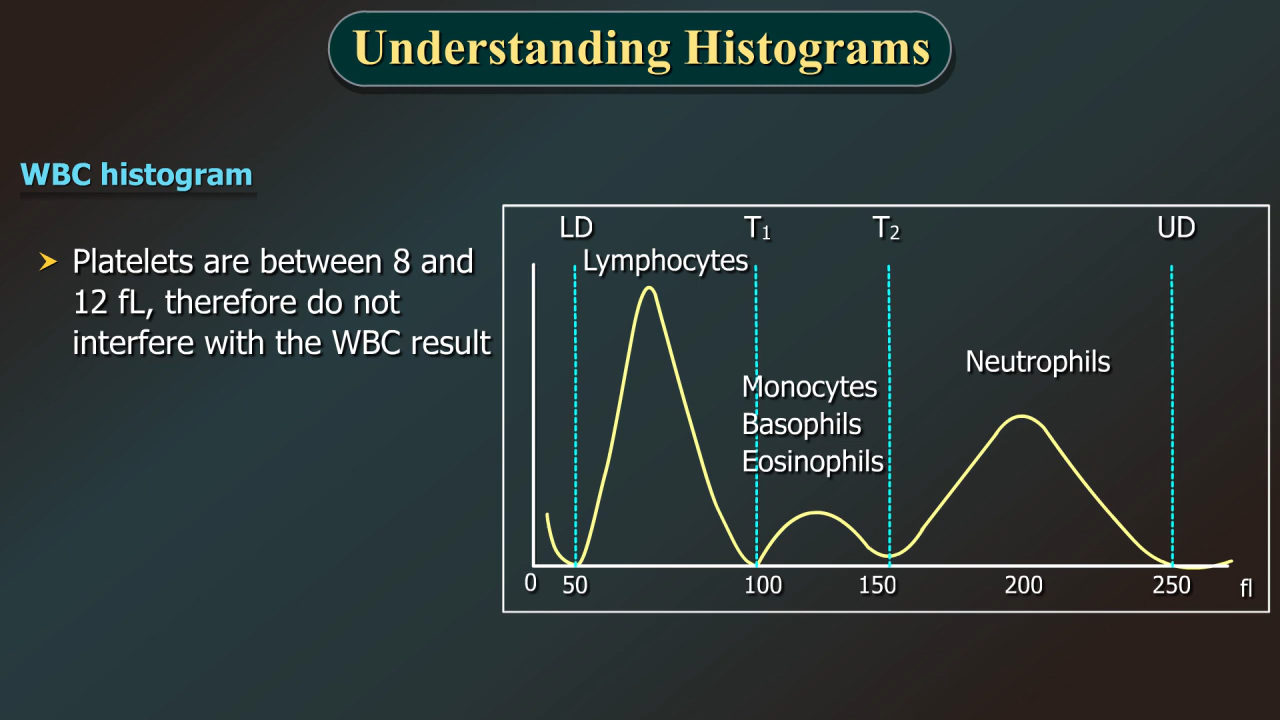 Understanding Histograms
WBC histogram
➤ Platelets are between 8 and
12 fL, therefore do not
interfere with the WBC result
LD T₁ T₂ UD
Lymphocytes
Neutrophils
Monocytes
Basophils
Eosinophils
0 50 100 150 200 250 fl